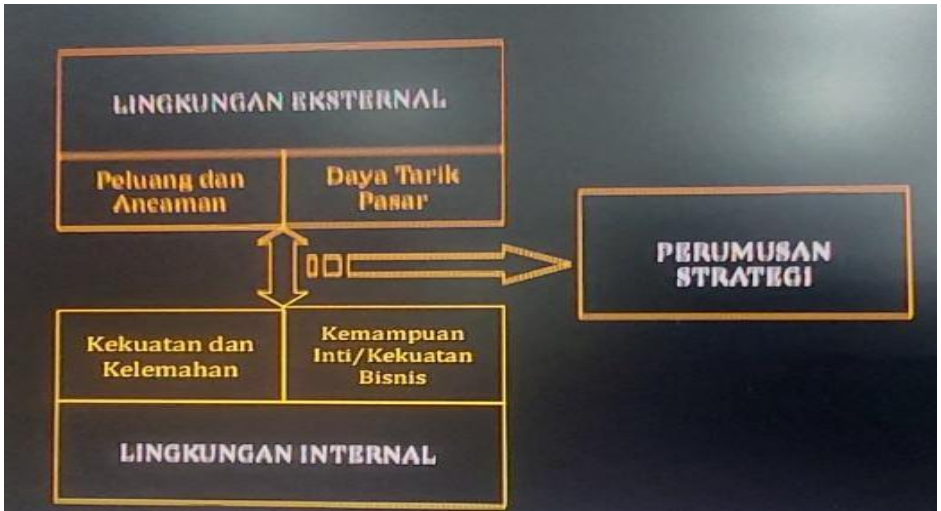 LINGKUNGAN EKSTERNAL
Peluang dan
Ancaman
Daya Tarik
Pasar
PERUMUSAN
STRATEGI
Kekuatan dan
Kelemahan
Kemampuan
Inti/Kekuatan
Bisnis
LINGKUNGAN INTERNAL